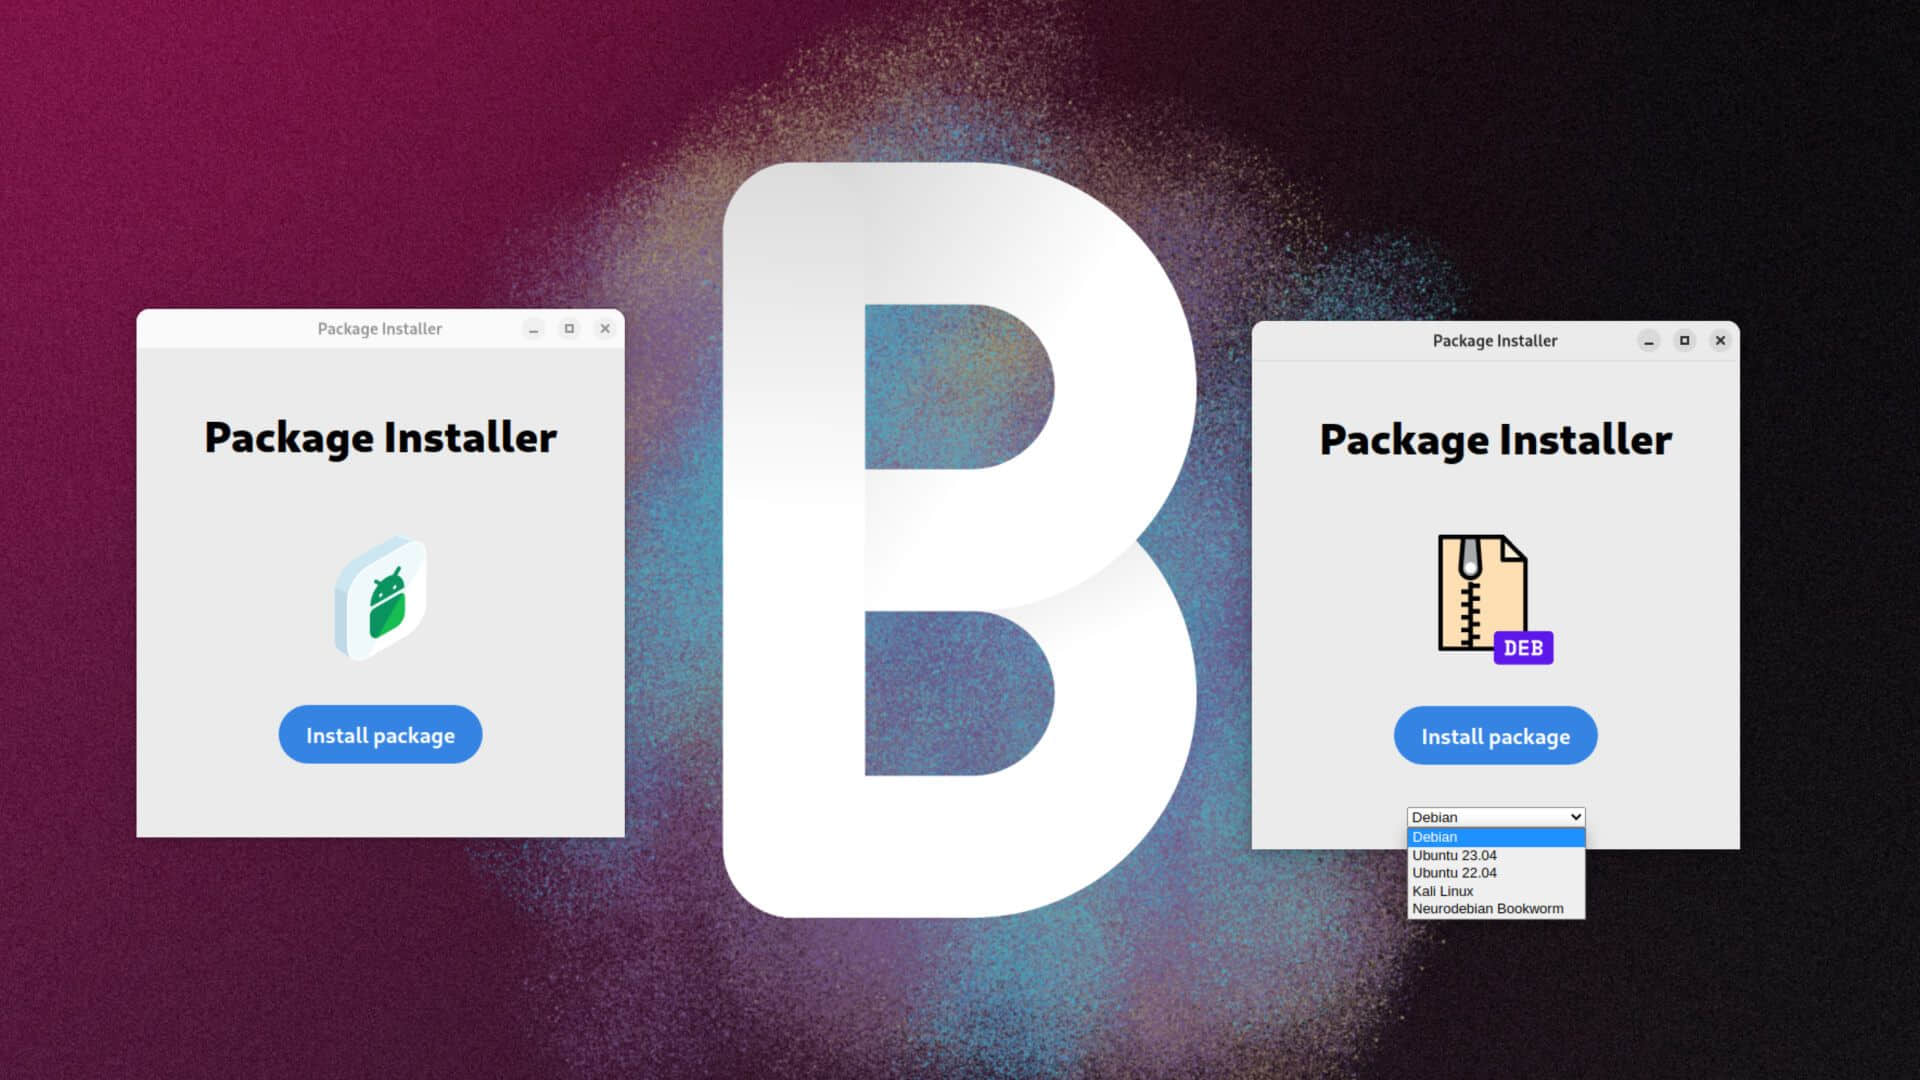 Package Installer
Package Installer
Install package
B
Package Installer
Package Installer
DEB
Install package
Debian
Debian
Ubuntu 23.04
Ubuntu 22.04
Kali Linux
Neurodebian Bookworm